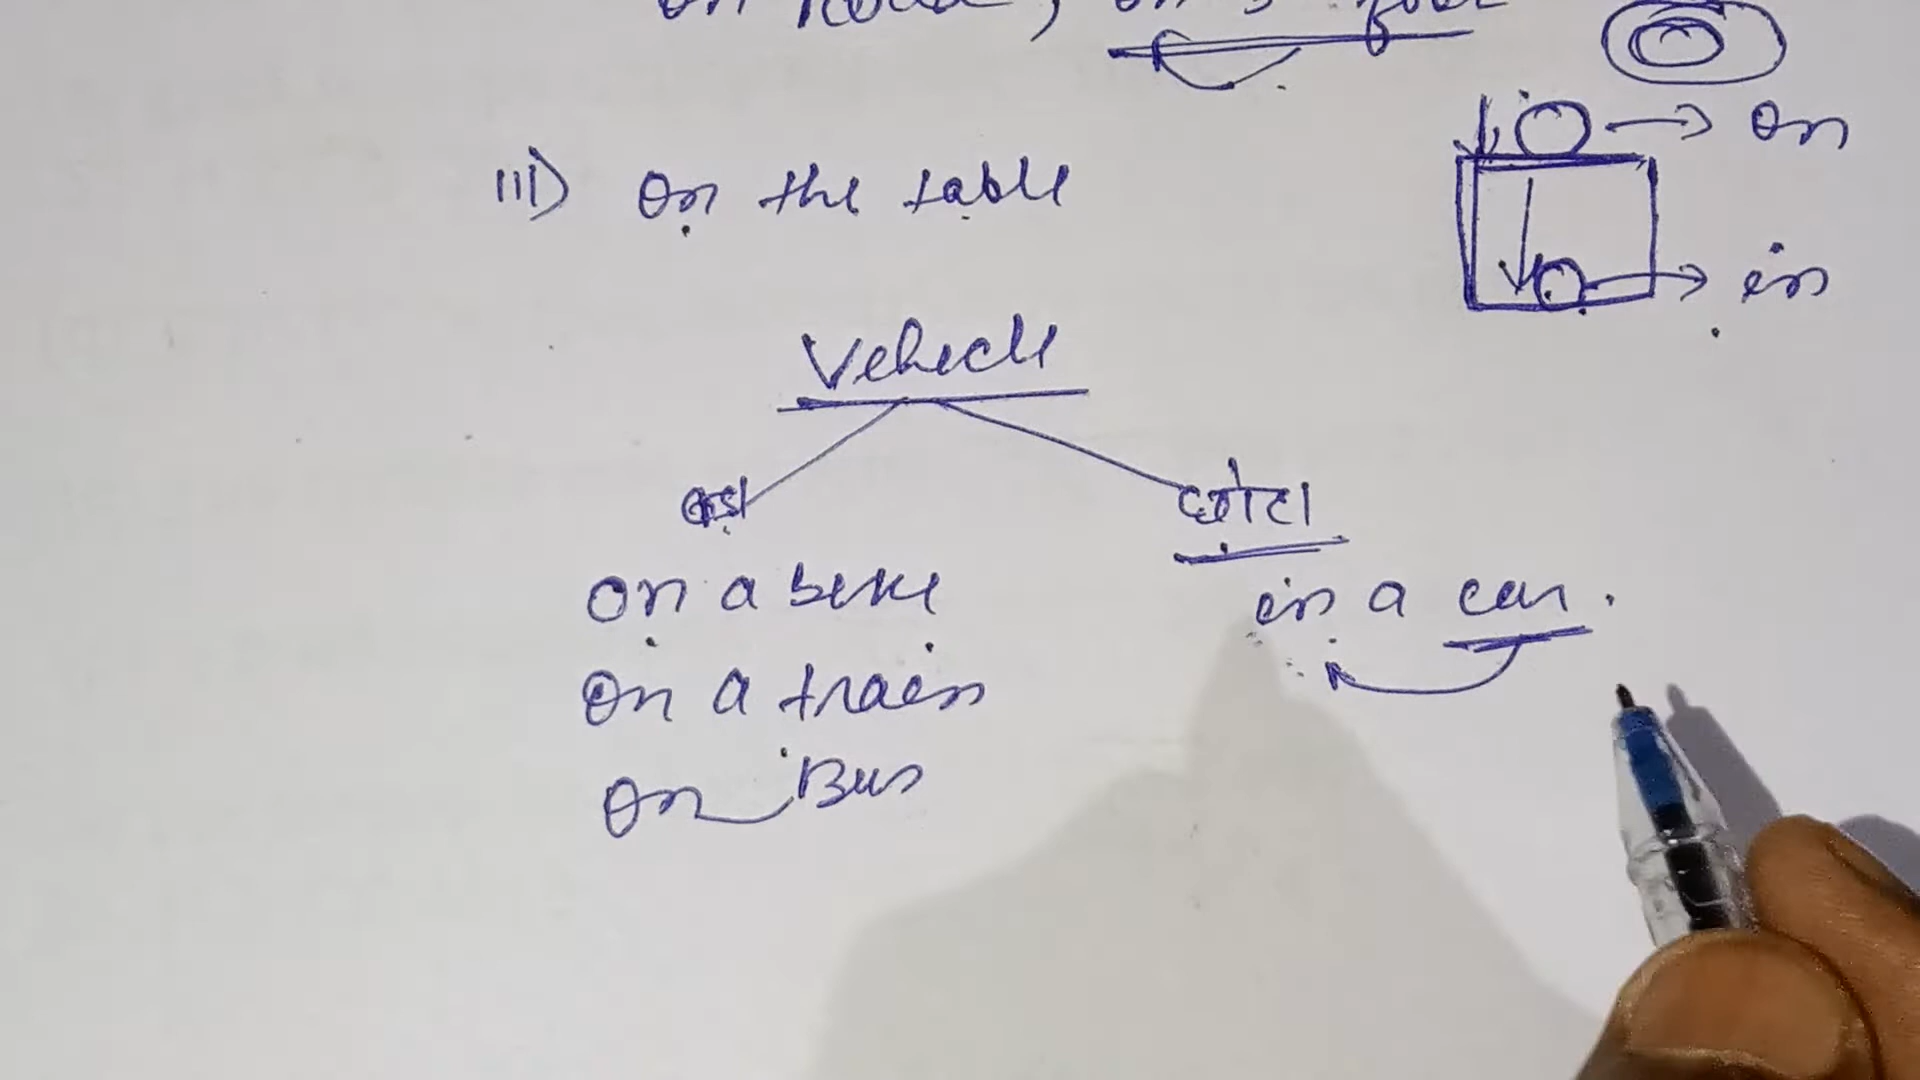 on
III) on the table
in
Vehicle
बड़ा छोटा
on a bike in a car.
on a train
on Bus